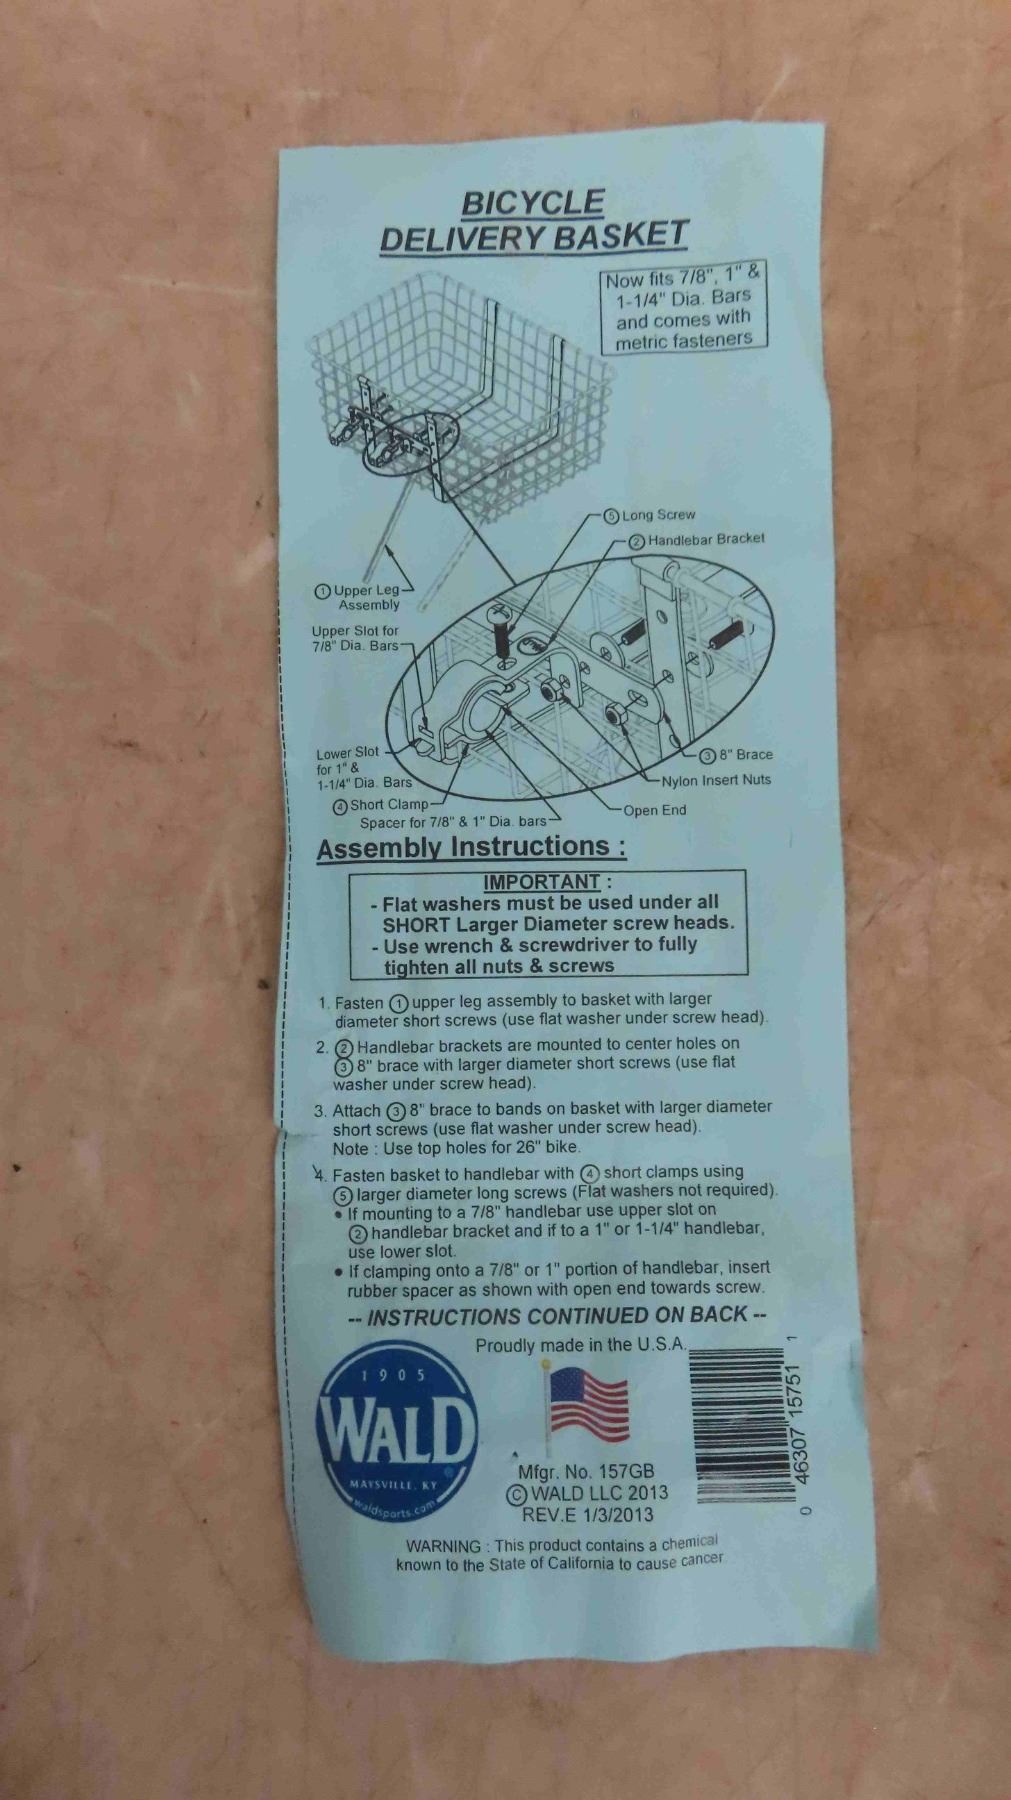 BICYCLE
DELIVERY BASKET
Now fits 7/8", 1" &
1-1/4" Dia. Bars
and comes with
metric fasteners
⑤ Long Screw
② Handlebar Bracket
① Upper Leg
Assembly
Upper Slot for
7/8" Dia. Bars
Lower Slot
for 1" &
1-1/4" Dia. Bars
③ 8" Brace
Nylon Insert Nuts
④ Short Clamp
Open End
Spacer for 7/8" & 1" Dia. bars
Assembly Instructions :
IMPORTANT :
- Flat washers must be used under all
SHORT Larger Diameter screw heads.
- Use wrench & screwdriver to fully
tighten all nuts & screws
1. Fasten ① upper leg assembly to basket with larger
diameter short screws (use flat washer under screw head).
2. ② Handlebar brackets are mounted to center holes on
③ 8" brace with larger diameter short screws (use flat
washer under screw head).
3. Attach ③ 8" brace to bands on basket with larger diameter
short screws (use flat washer under screw head).
Note : Use top holes for 26" bike.
4. Fasten basket to handlebar with ④ short clamps using
⑤ larger diameter long screws (Flat washers not required).
• If mounting to a 7/8" handlebar use upper slot on
② handlebar bracket and if to a 1" or 1-1/4" handlebar,
use lower slot.
• If clamping onto a 7/8" or 1" portion of handlebar, insert
rubber spacer as shown with open end towards screw.
-- INSTRUCTIONS CONTINUED ON BACK --
Proudly made in the U.S.A.
1905
WALD
®
MAYSVILLE, KY
waldsports.com
Mfgr. No. 157GB
© WALD LLC 2013
REV.E 1/3/2013
0 46307 15751 1
WARNING : This product contains a chemical
known to the State of California to cause cancer